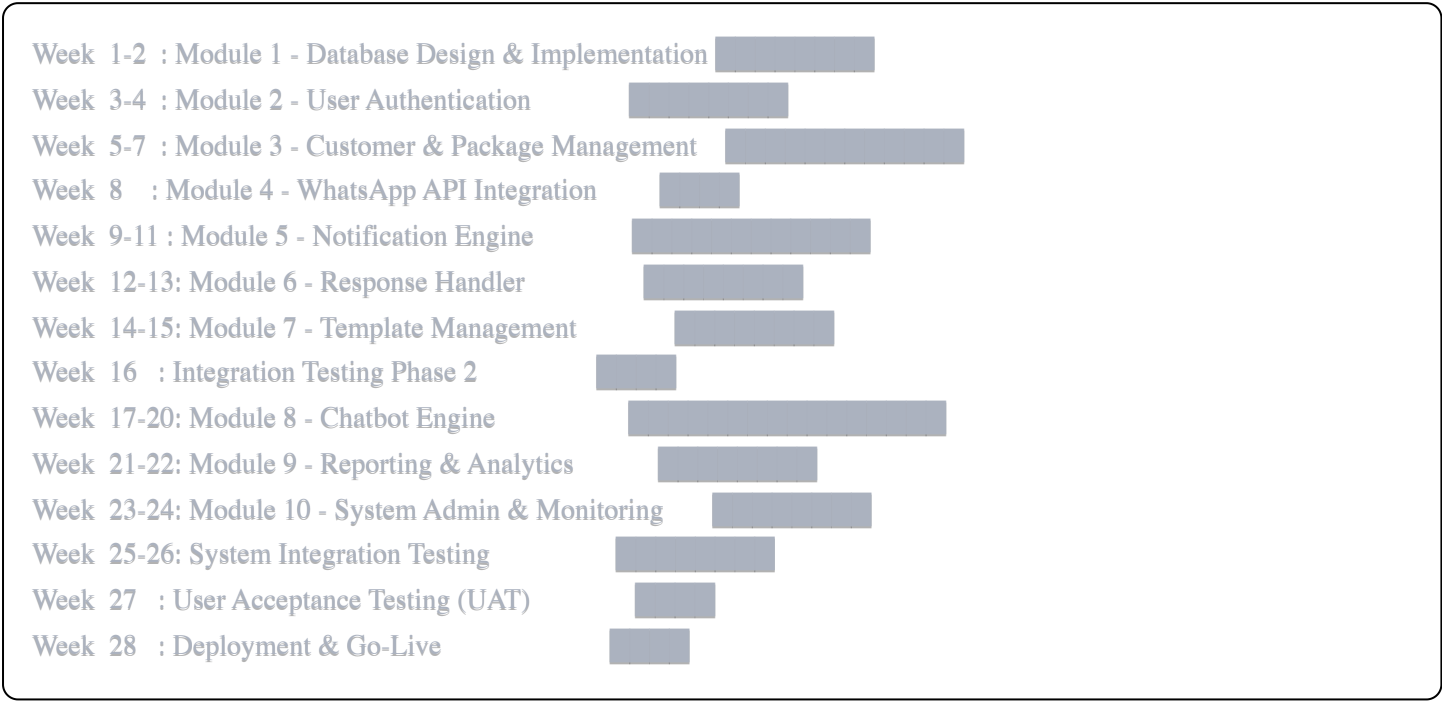 Week 1-2 : Module 1 - Database Design & Implementation
Week 3-4 : Module 2 - User Authentication
Week 5-7 : Module 3 - Customer & Package Management
Week 8 : Module 4 - WhatsApp API Integration
Week 9-11 : Module 5 - Notification Engine
Week 12-13: Module 6 - Response Handler
Week 14-15: Module 7 - Template Management
Week 16 : Integration Testing Phase 2
Week 17-20: Module 8 - Chatbot Engine
Week 21-22: Module 9 - Reporting & Analytics
Week 23-24: Module 10 - System Admin & Monitoring
Week 25-26: System Integration Testing
Week 27 : User Acceptance Testing (UAT)
Week 28 : Deployment & Go-Live